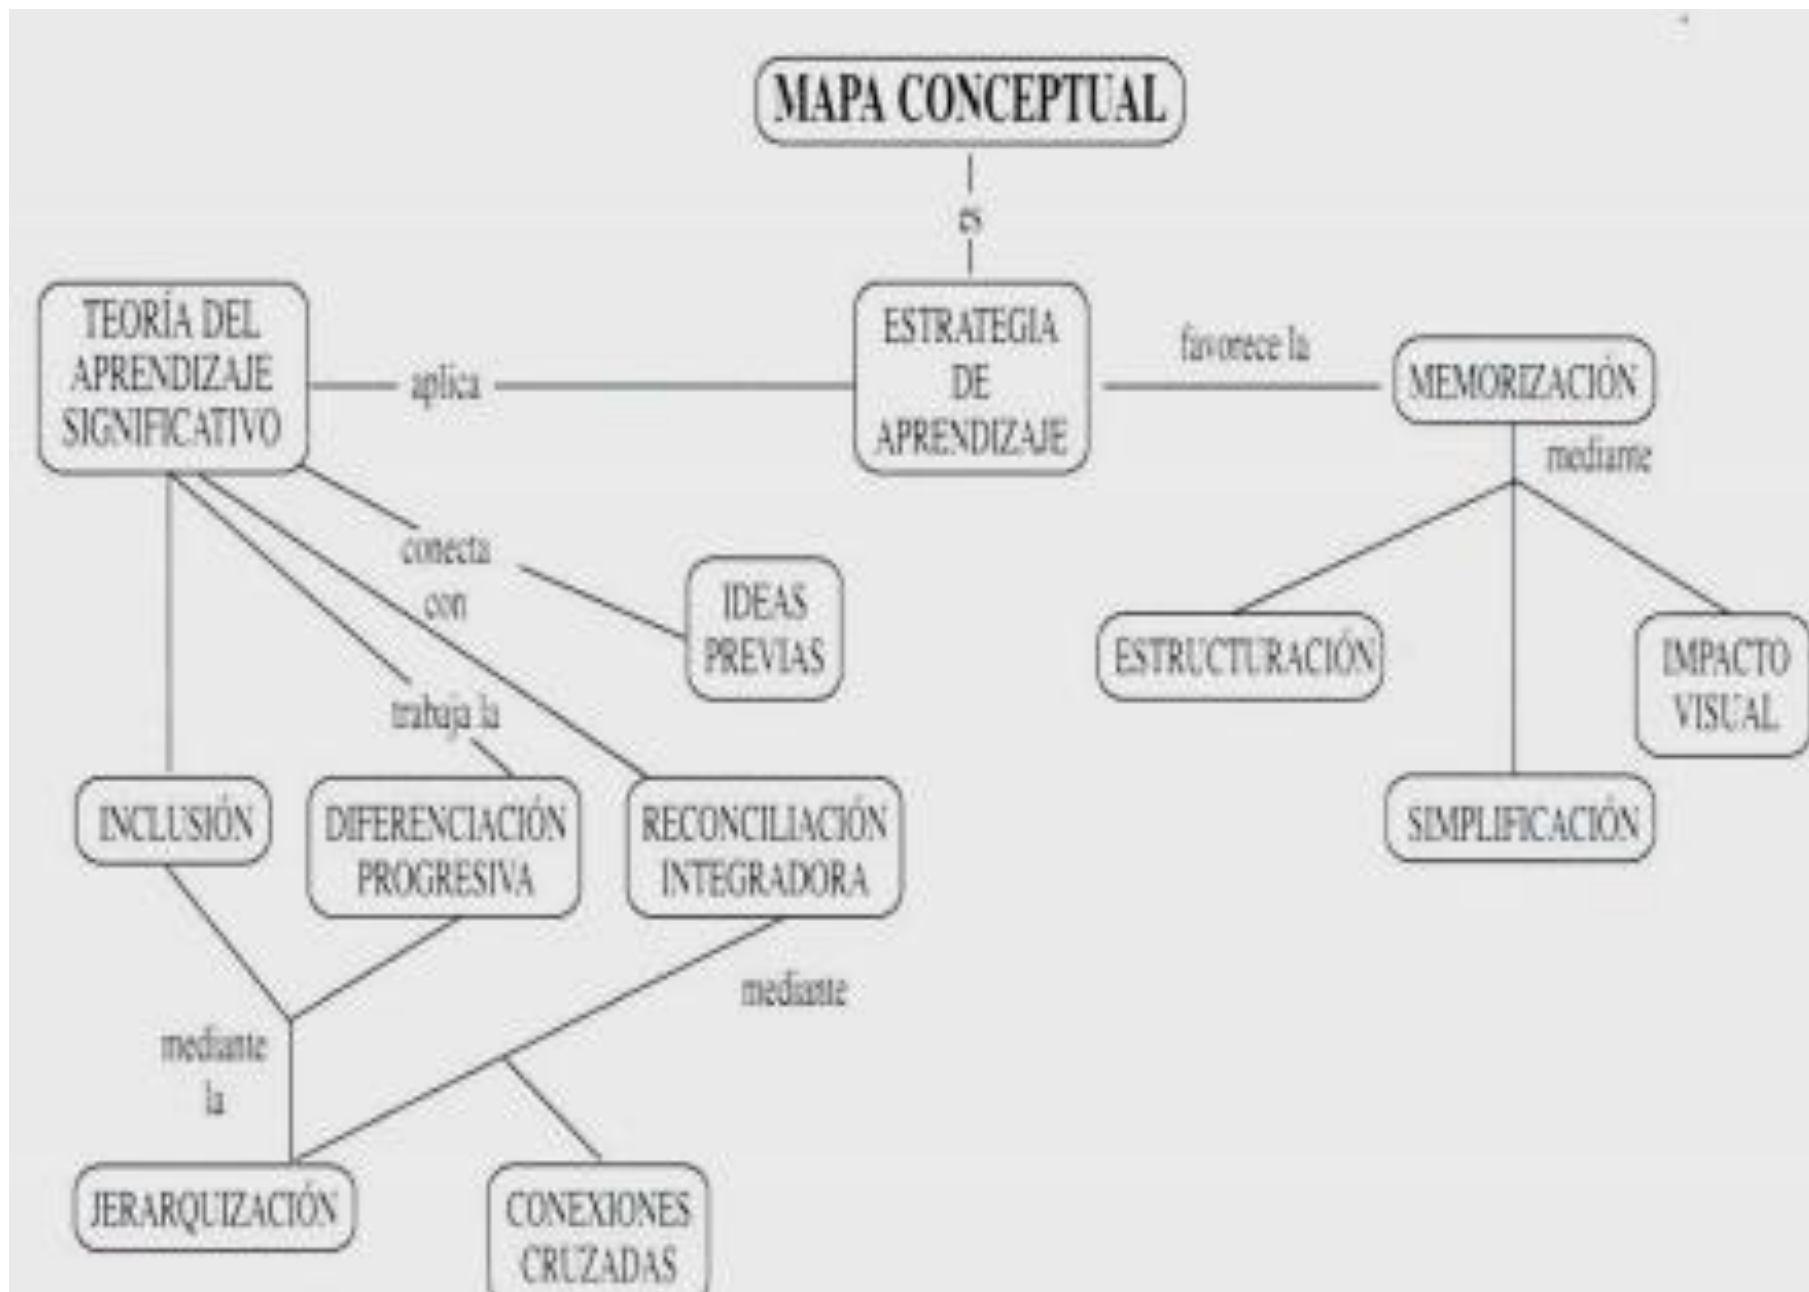 MAPA CONCEPTUAL
es
TEORÍA DEL
APRENDIZAJE
SIGNIFICATIVO
aplica
ESTRATEGIA
DE
APRENDIZAJE
favorece la
MEMORIZACIÓN
mediante
conecta
con
IDEAS
PREVIAS
ESTRUCTURACIÓN
IMPACTO
VISUAL
trabaja la
SIMPLIFICACIÓN
INCLUSIÓN
DIFERENCIACIÓN
PROGRESIVA
RECONCILIACIÓN
INTEGRADORA
mediante
mediante
la
JERARQUIZACIÓN
CONEXIONES
CRUZADAS